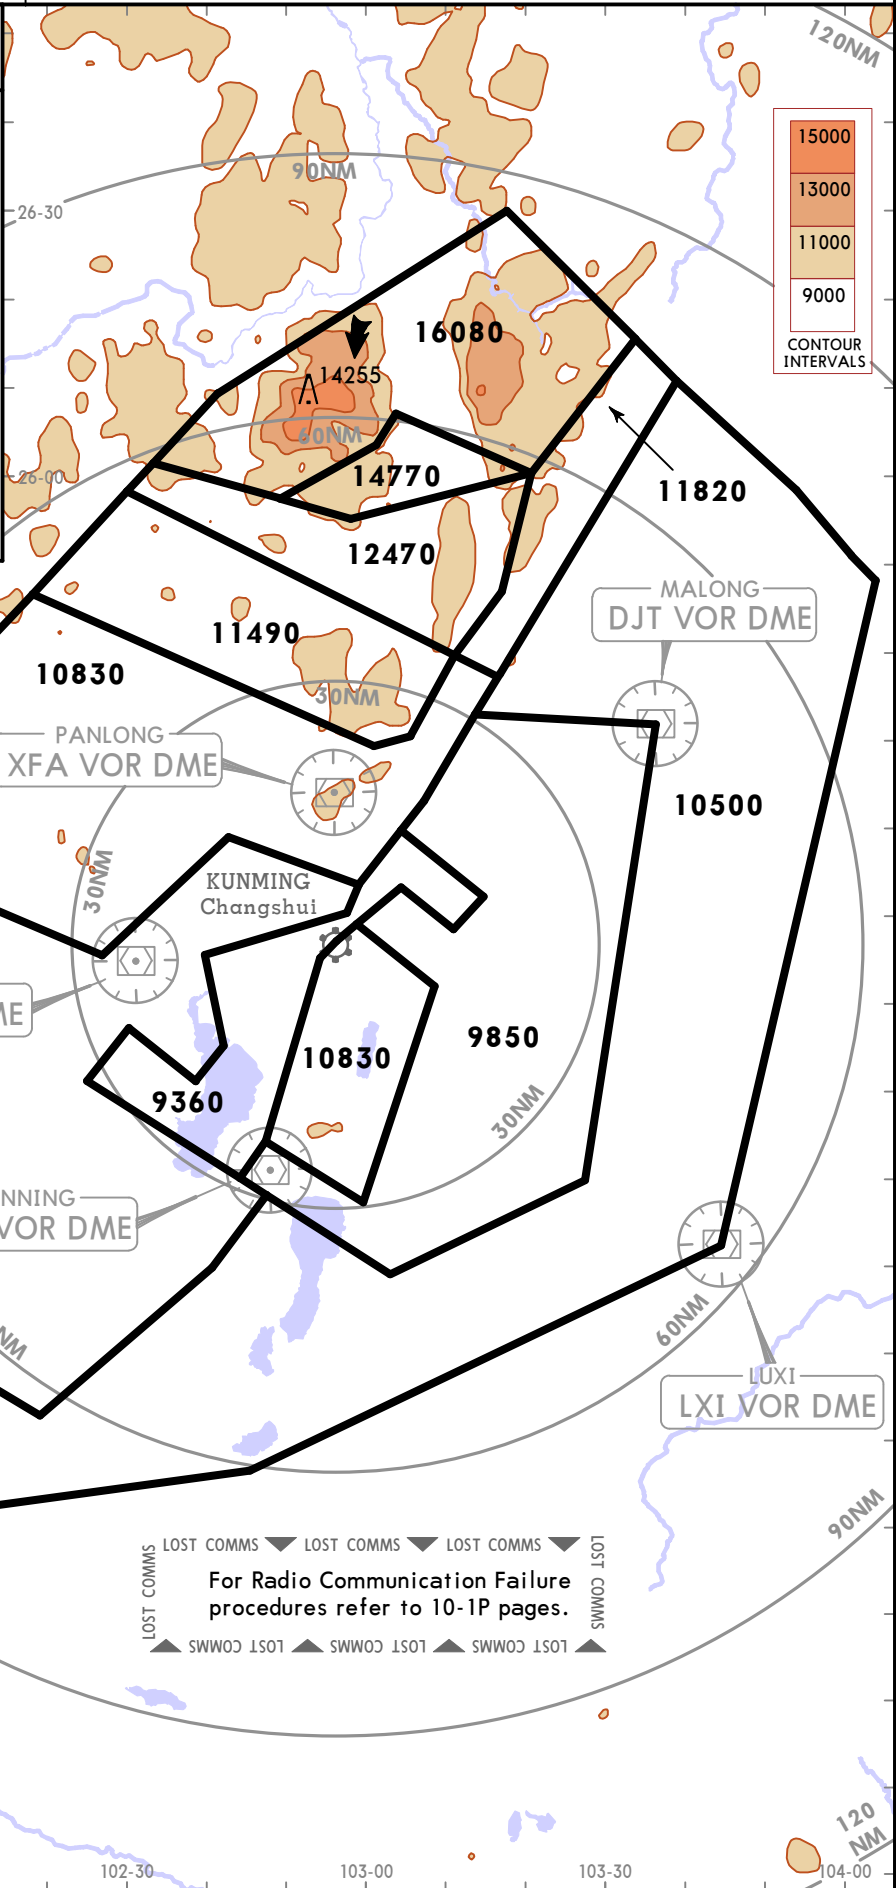 120NM
15000
13000
11000
9000
CONTOUR
INTERVALS
90NM
26-30
16080
14255
60NM
26-00
14770
11820
12470
MALONG
DJT VOR DME
11490
10830
30NM
PANLONG
XFA VOR DME
10500
30NM
KUNMING
Changshui
ME
9850
10830
9360
30NM
NNING
VOR DME
NM
60NM
LUXI
LXI VOR DME
90NM
LOST COMMS LOST COMMS LOST COMMS
LOST COMMS
LOST COMMS
For Radio Communication Failure
procedures refer to 10-1P pages.
LOST COMMS LOST COMMS LOST COMMS
120
NM
102-30
103-00
103-30
104-00